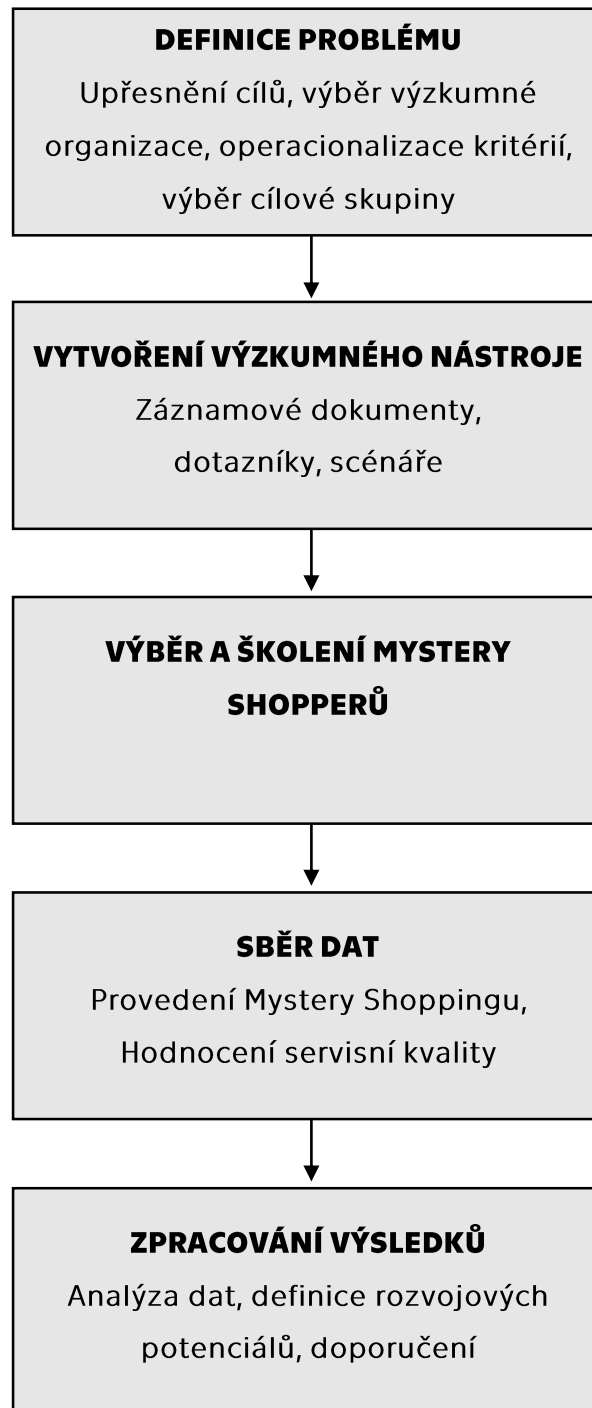 DEFINICE PROBLÉMU
Upřesnění cílů, výběr výzkumné
organizace, operacionalizace kritérií,
výběr cílové skupiny
VYTVOŘENÍ VÝZKUMNÉHO NÁSTROJE
Záznamové dokumenty,
dotazníky, scénáře
VÝBĚR A ŠKOLENÍ MYSTERY
SHOPPERŮ
SBĚR DAT
Provedení Mystery Shoppingu,
Hodnocení servisní kvality
ZPRACOVÁNÍ VÝSLEDKŮ
Analýza dat, definice rozvojových
potenciálů, doporučení